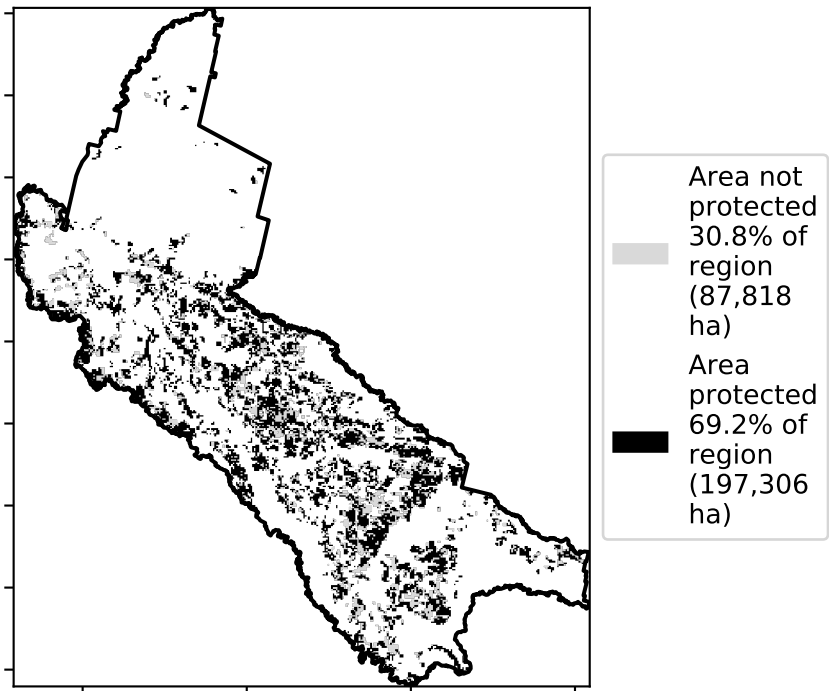 Area not
protected
30.8% of
region
(87,818
ha)
Area
protected
69.2% of
region
(197,306
ha)